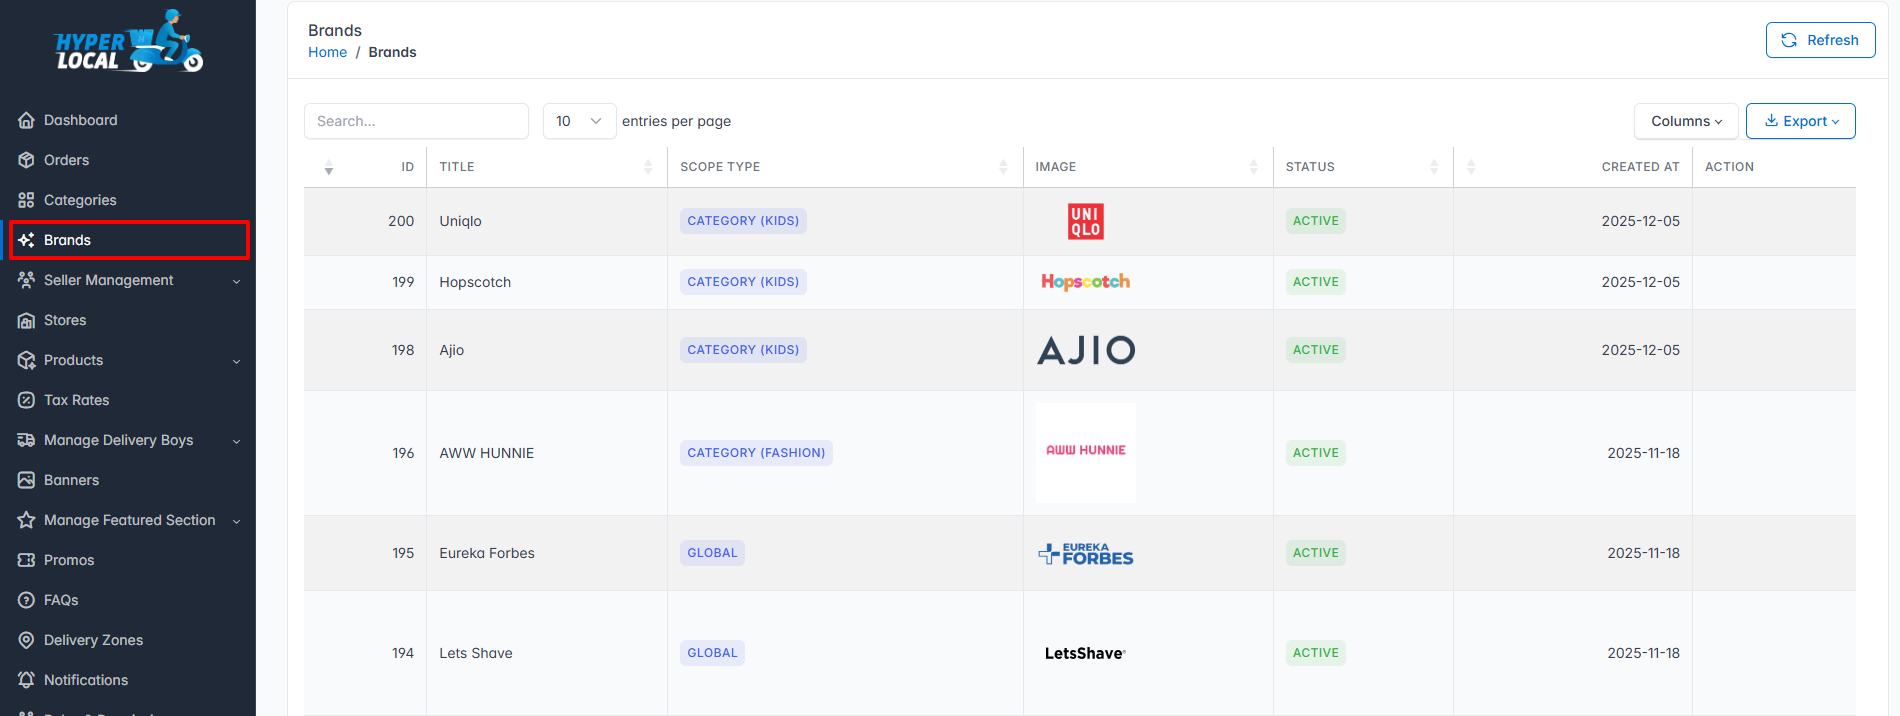 HYPER
LOCAL
Dashboard
Orders
Categories
Brands
Seller Management
Stores
Products
Tax Rates
Manage Delivery Boys
Banners
Manage Featured Section
Promos
FAQs
Delivery Zones
Notifications
Brands
Home / Brands
Refresh
Search...
10 entries per page
Columns
Export
ID TITLE SCOPE TYPE IMAGE STATUS CREATED AT ACTION
200 Uniqlo CATEGORY (KIDS) UNI QLO ACTIVE 2025-12-05
199 Hopscotch CATEGORY (KIDS) Hopscotch ACTIVE 2025-12-05
198 Ajio CATEGORY (KIDS) AJIO ACTIVE 2025-12-05
196 AWW HUNNIE CATEGORY (FASHION) AWW HUNNIE ACTIVE 2025-11-18
195 Eureka Forbes GLOBAL EUREKA FORBES ACTIVE 2025-11-18
194 Lets Shave GLOBAL LetsShave ACTIVE 2025-11-18